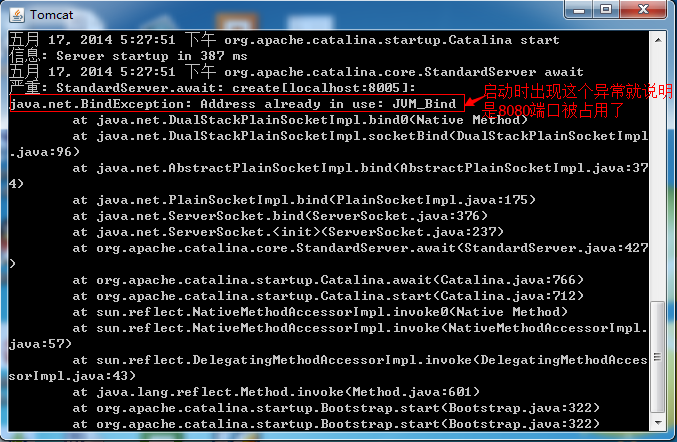 Tomcat
五月 17, 2014 5:27:51 下午 org.apache.catalina.startup.Catalina start
信息: Server startup in 387 ms
五月 17, 2014 5:27:51 下午 org.apache.catalina.core.StandardServer await
严重: StandardServer.await: create[localhost:8005]:
java.net.BindException: Address already in use: JVM_Bind
启动时出现这个异常就说明
是8080端口被占用了
at java.net.DualStackPlainSocketImpl.bind0(Native Method)
at java.net.DualStackPlainSocketImpl.socketBind(DualStackPlainSocketImpl
.java:96)
at java.net.AbstractPlainSocketImpl.bind(AbstractPlainSocketImpl.java:37
4)
at java.net.PlainSocketImpl.bind(PlainSocketImpl.java:175)
at java.net.ServerSocket.bind(ServerSocket.java:376)
at java.net.ServerSocket.<init>(ServerSocket.java:237)
at org.apache.catalina.core.StandardServer.await(StandardServer.java:427
)
at org.apache.catalina.startup.Catalina.await(Catalina.java:766)
at org.apache.catalina.startup.Catalina.start(Catalina.java:712)
at sun.reflect.NativeMethodAccessorImpl.invoke0(Native Method)
at sun.reflect.NativeMethodAccessorImpl.invoke(NativeMethodAccessorImpl.
java:57)
at sun.reflect.DelegatingMethodAccessorImpl.invoke(DelegatingMethodAcces
sorImpl.java:43)
at java.lang.reflect.Method.invoke(Method.java:601)
at org.apache.catalina.startup.Bootstrap.start(Bootstrap.java:322)
at org.apache.catalina.startup.Bootstrap.start(Bootstrap.java:322)